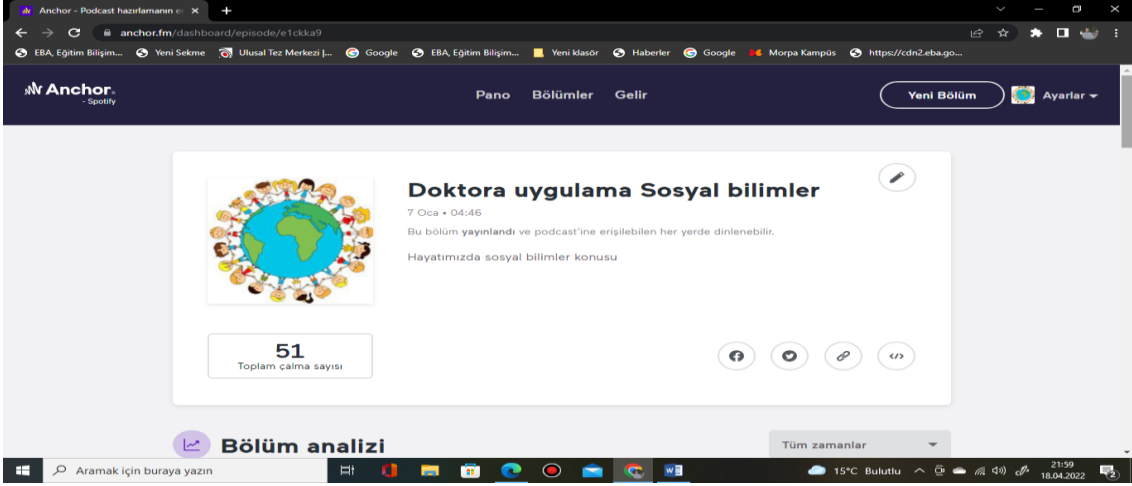 Anchor - Podcast hazırlamanın e
anchor.fm/dashboard/episode/e1ckka9
EBA, Eğitim Bilişim... Yeni Sekme Ulusal Tez Merkezi |... Google EBA, Eğitim Bilişim... Yeni klasör Haberler Google Morpa Kampüs https://cdn2.eba.go...
Anchor
- Spotify
Pano Bölümler Gelir
Yeni Bölüm
Ayarlar
Doktora uygulama Sosyal bilimler
7 Oca • 04:46
Bu bölüm yayınlandı ve podcast'ine erişilebilen her yerde dinlenebilir.
Hayatımızda sosyal bilimler konusu
51
Toplam çalma sayısı
Bölüm analizi
Tüm zamanlar
Aramak için buraya yazın
15°C Bulutlu
21:59
18.04.2022
2